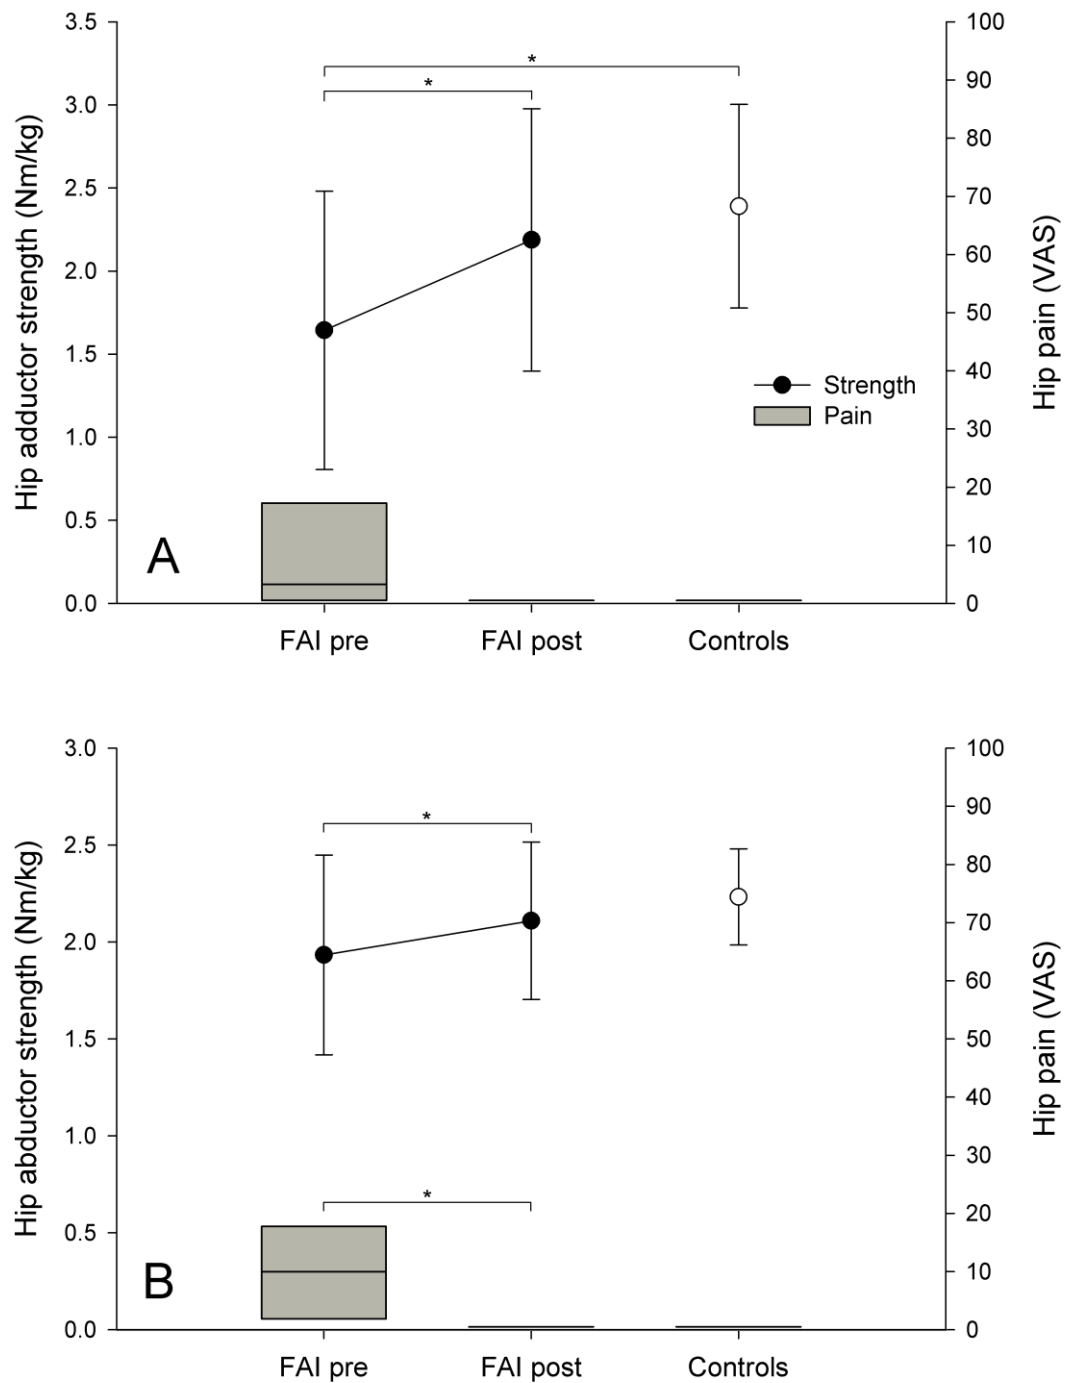 3.5
3.0
2.5
2.0
1.5
1.0
0.5
0.0
Hip adductor strength (Nm/kg)
*
*
100
90
80
70
60
50
40
30
20
10
0
Hip pain (VAS)
Strength
Pain
A
FAI pre
FAI post
Controls
3.0
2.5
2.0
1.5
1.0
0.5
0.0
Hip abductor strength (Nm/kg)
*
*
100
90
80
70
60
50
40
30
20
10
0
Hip pain (VAS)
B
FAI pre
FAI post
Controls